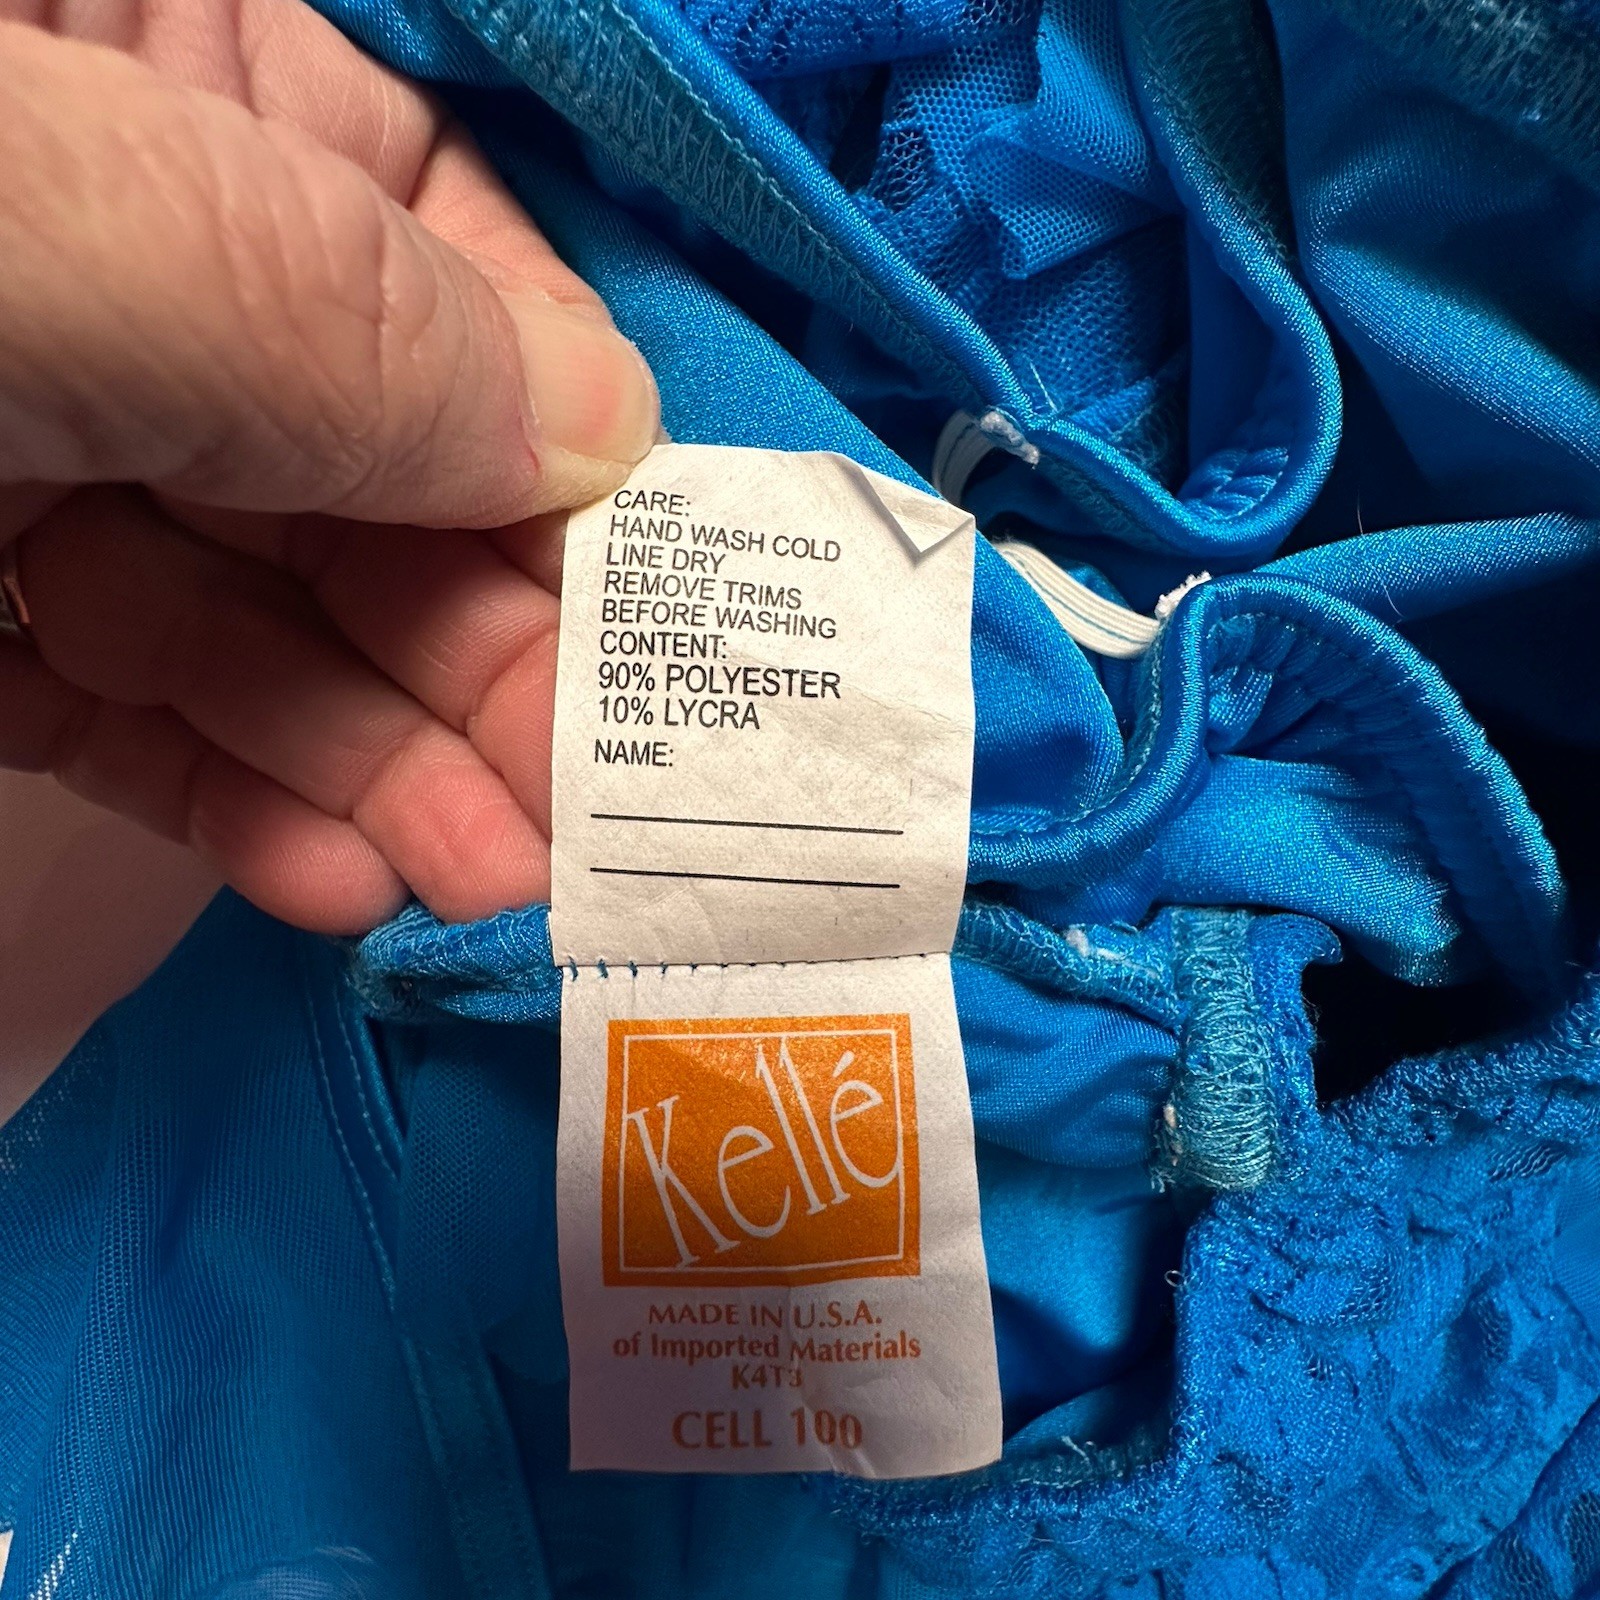 CARE:
HAND WASH COLD
LINE DRY
REMOVE TRIMS
BEFORE WASHING
CONTENT:
90% POLYESTER
10% LYCRA
NAME:
Kellé
MADE IN U.S.A.
of Imported Materials
K4T3
CELL 100